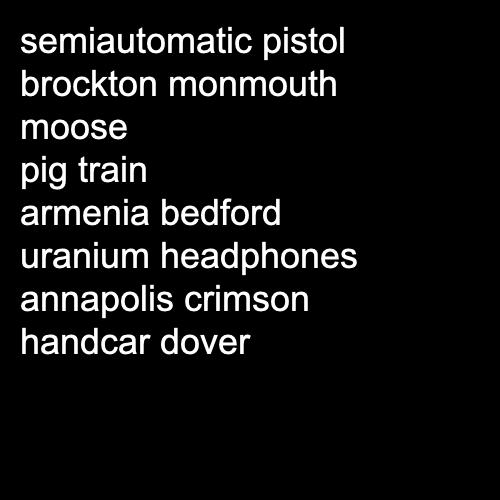 semiautomatic pistol
brockton monmouth
moose
pig train
armenia bedford
uranium headphones
annapolis crimson
handcar dover